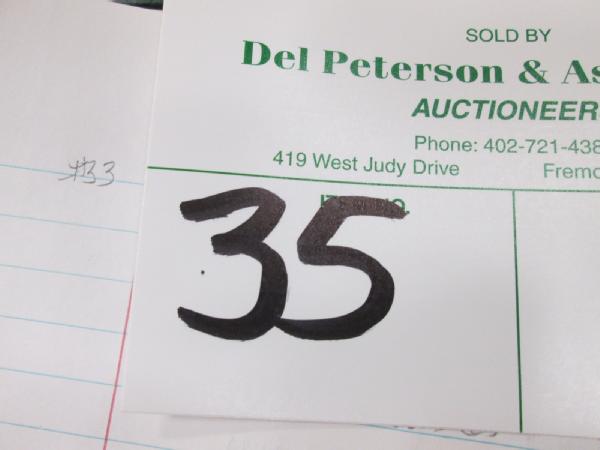 SOLD BY
Del Peterson & As
AUCTIONEER
Phone: 402-721-438
419 West Judy Drive Fremo
#33
35